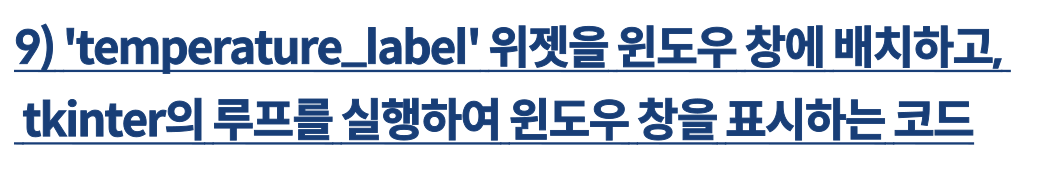 9) 'temperature_label' 위젯을 윈도우 창에 배치하고,
tkinter의 루프를 실행하여 윈도우 창을 표시하는 코드